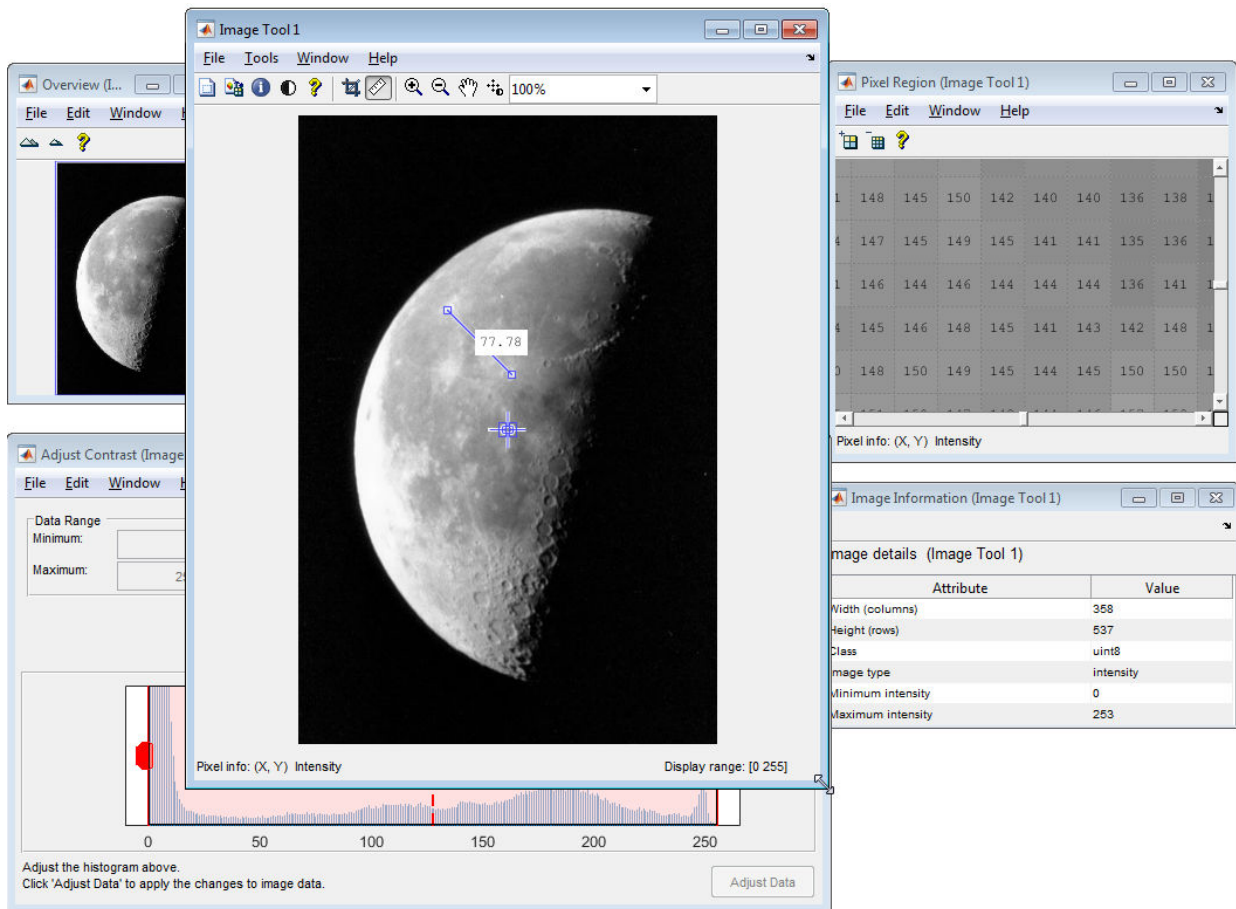 Image Tool 1
File Tools Window Help
100%
77.78
Pixel info: (X, Y) Intensity
Display range: [0 255]
Overview (I...
File Edit Window
Adjust Contrast (Image
File Edit Window
Data Range
Minimum:
Maximum:
0 50 100 150 200 250
Adjust the histogram above.
Click 'Adjust Data' to apply the changes to image data.
Adjust Data
Pixel Region (Image Tool 1)
File Edit Window Help
148 145 150 142 140 140 136 138
147 145 149 145 141 141 135 136
146 144 146 144 144 144 136 141
145 146 148 145 141 143 142 148
148 150 149 145 144 145 150 150
Pixel info: (X, Y) Intensity
Image Information (Image Tool 1)
Image details (Image Tool 1)
Attribute Value
Width (columns) 358
Height (rows) 537
Class uint8
Image type intensity
Minimum intensity 0
Maximum intensity 253